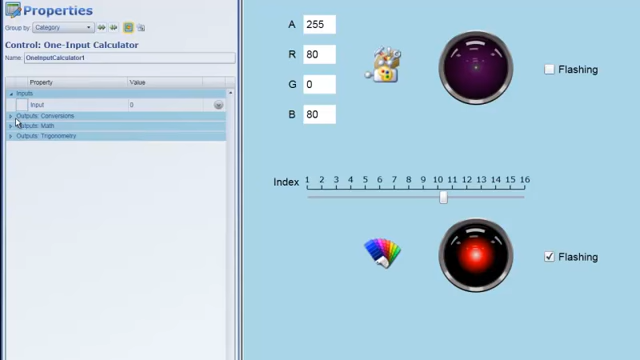 Properties
Group by: Category
Control: One-Input Calculator
Name: OneInputCalculator1
Property Value
Inputs
Input 0
Outputs: Conversions
Outputs: Math
Outputs: Trigonometry
A 255
R 80
G 0
B 80
Flashing
Index 1 2 3 4 5 6 7 8 9 10 11 12 13 14 15 16
Flashing